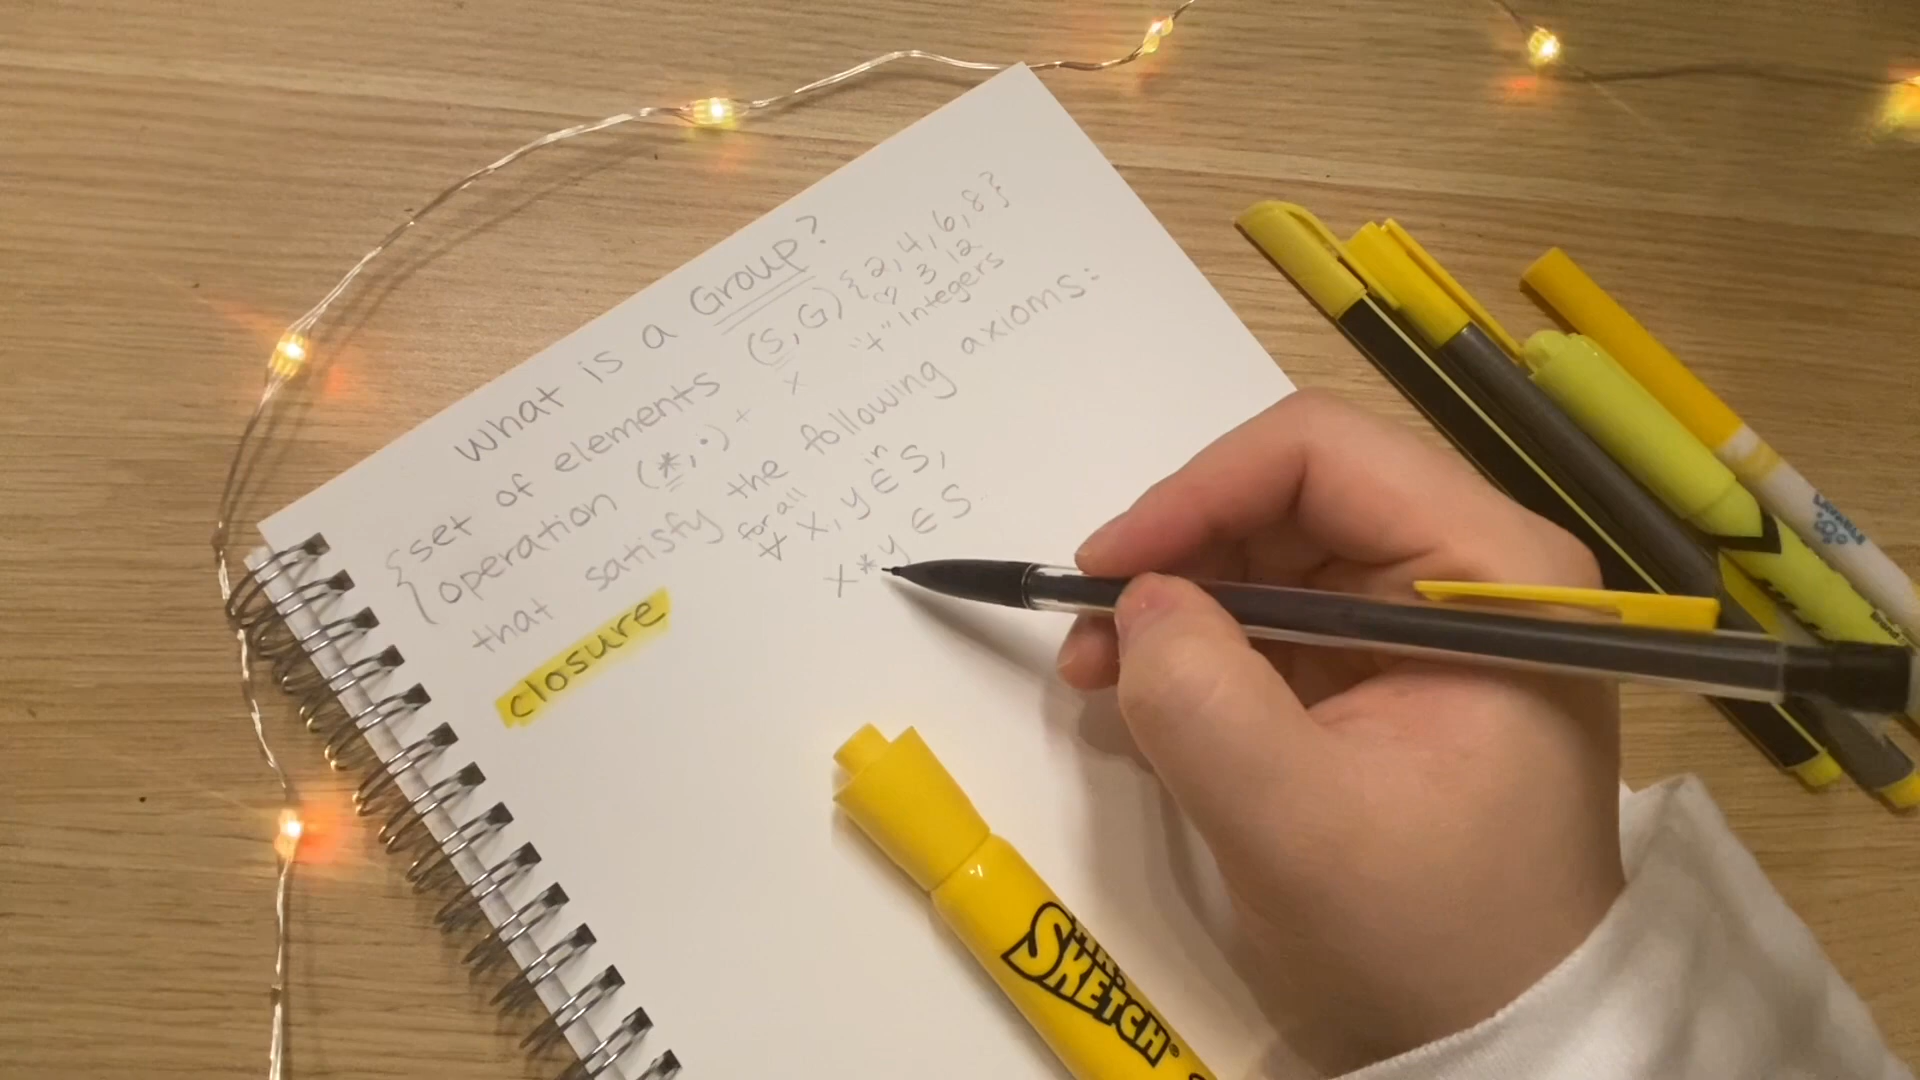 What is a Group?
{set of elements (S, G) {2, 4, 6, 8}
♡ 3 12
operation (*, ·) + x "+" Integers
that satisfy the following axioms:
closure
for all in
∀ x, y ∈ S,
x * y ∈ S
MR. SKETCH®